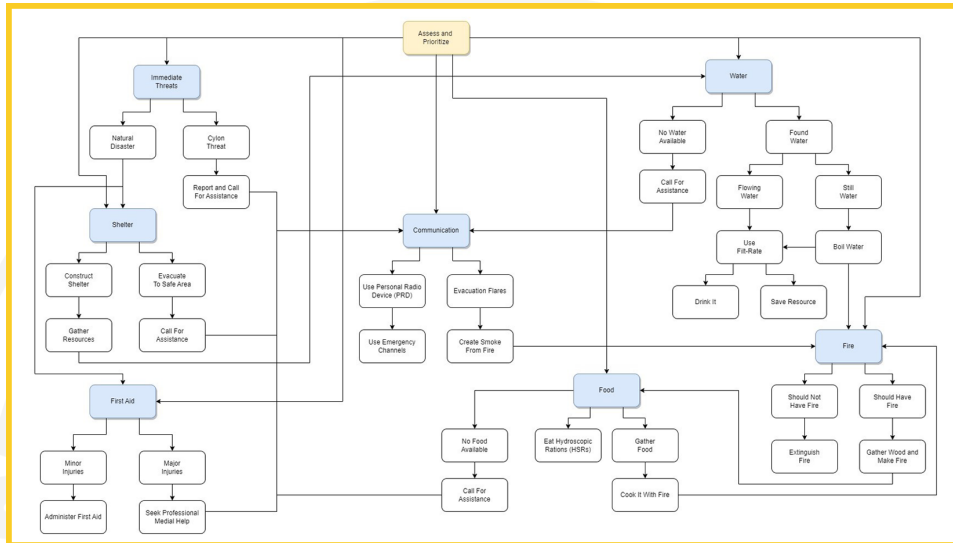 Assess and
Prioritize
Immediate
Threats
Water
Natural
Disaster
Cylon
Threat
No Water
Available
Found
Water
Report and Call
For Assistance
Call For
Assistance
Flowing
Water
Still
Water
Shelter
Communication
Use
Filt-Rate
Boil Water
Construct
Shelter
Evacuate
To Safe Area
Use Personal Radio
Device (PRD)
Evacuation Flares
Drink It
Save Resource
Gather
Resources
Call For
Assistance
Use Emergency
Channels
Create Smoke
From Fire
Fire
First Aid
Food
Should Not
Have Fire
Should Have
Fire
No Food
Available
Eat Hydroscopic
Rations (HSRs)
Gather
Food
Extinguish
Fire
Gather Wood and
Make Fire
Minor
Injuries
Major
Injuries
Call For
Assistance
Cook It With Fire
Administer First Aid
Seek Professional
Medial Help